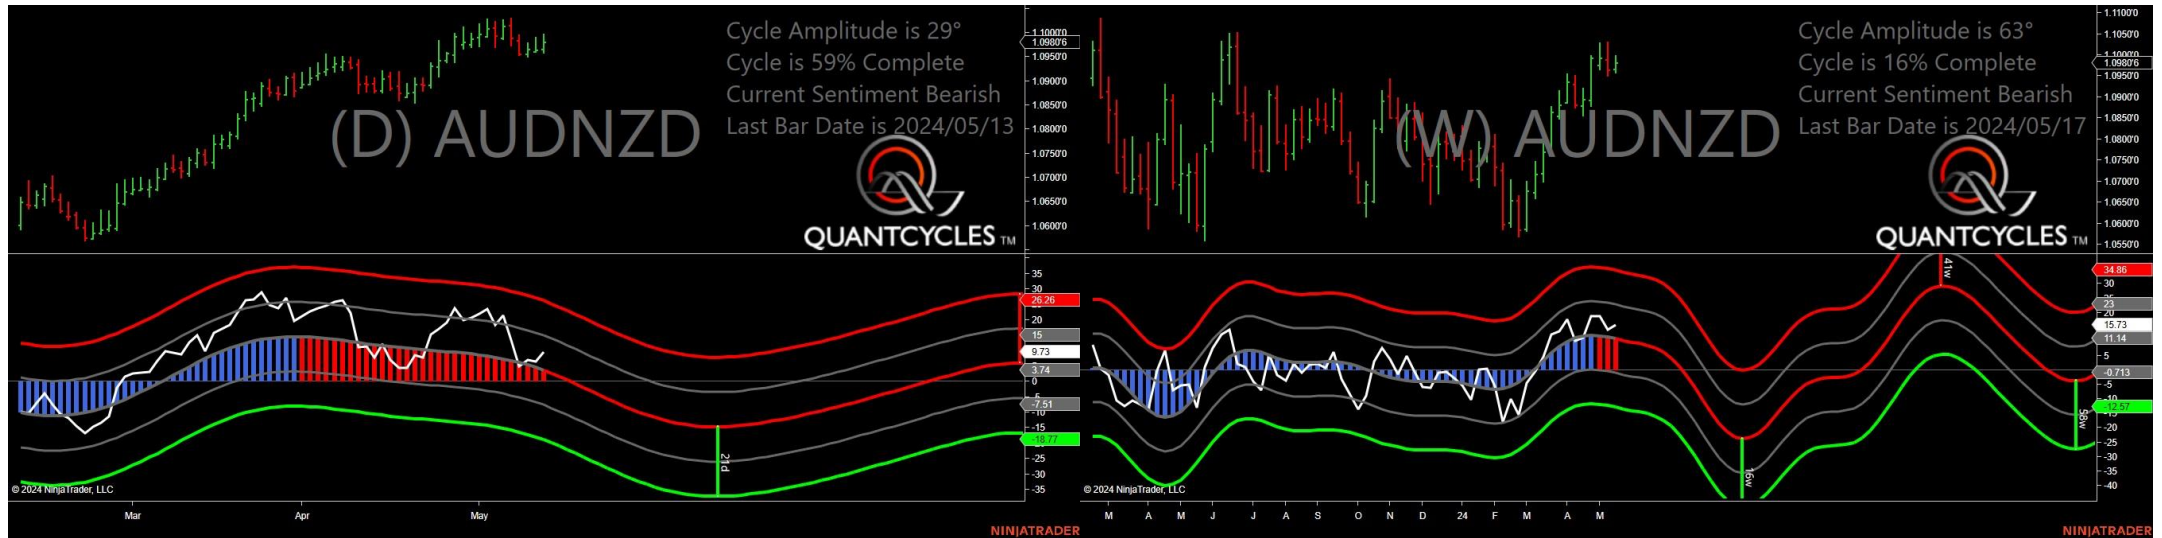 Cycle Amplitude is 29°
Cycle is 59% Complete
Current Sentiment Bearish
Last Bar Date is 2024/05/13
(D) AUDNZD
QUANTCYCLES TM
1.1000'0
1.0980'6
1.0950'0
1.0900'0
1.0850'0
1.0800'0
1.0750'0
1.0700'0
1.0650'0
1.0600'0
35
30
26.26
20
15
9.73
3.74
0
-7.51
-10
-15
-18.77
-25
-30
-35
21d
© 2024 NinjaTrader, LLC
Mar Apr May
NINJATRADER
Cycle Amplitude is 63°
Cycle is 16% Complete
Current Sentiment Bearish
Last Bar Date is 2024/05/17
(W) AUDNZD
QUANTCYCLES TM
1.1100'0
1.1050'0
1.1000'0
1.0980'6
1.0950'0
1.0900'0
1.0850'0
1.0800'0
1.0750'0
1.0700'0
1.0650'0
1.0600'0
1.0550'0
41w
34.86
30
23
20
15.73
11.14
5
-0.713
-5
-10
-12.57
-20
-25
-30
-35
-40
16w
58w
© 2024 NinjaTrader, LLC
M A M J J A S O N D 24 F M A M
NINJATRADER